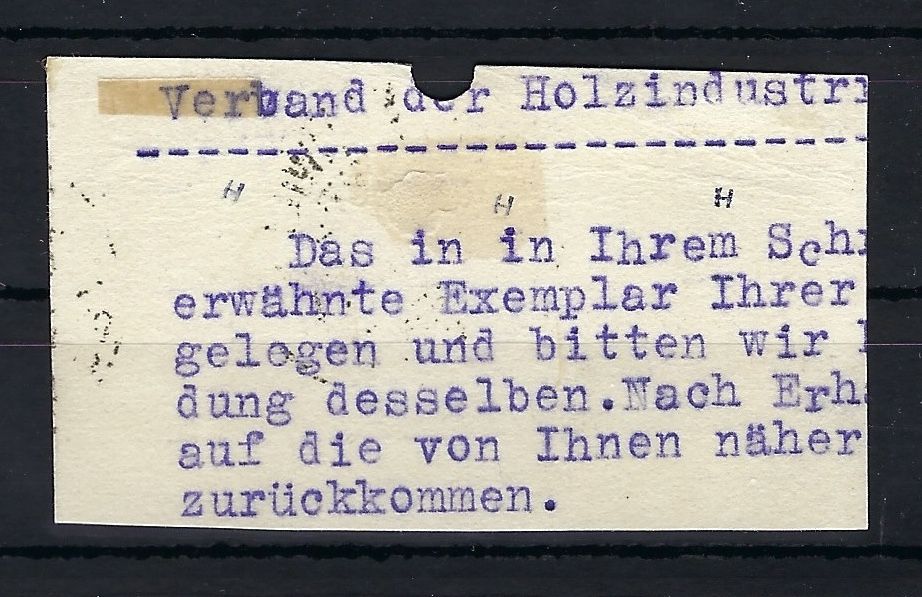 Verband der Holzindustri
--------------------------------
H H H
Das in in Ihrem Sch
erwähnte Exemplar Ihrer
gelegen und bitten wir
dung desselben.Nach Erh
auf die von Ihnen näher
zurückkommen.